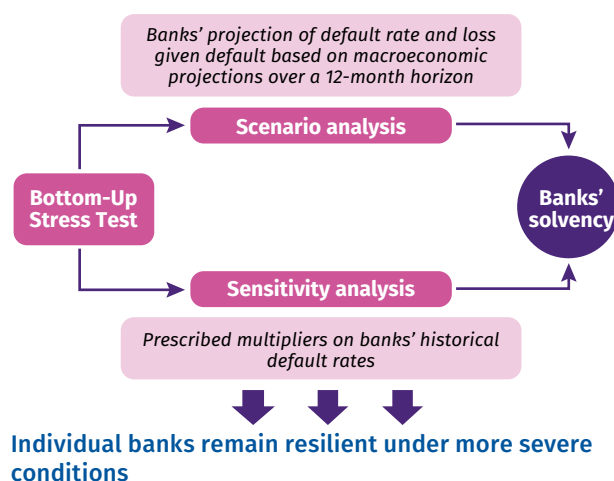 Banks’ projection of default rate and loss
given default based on macroeconomic
projections over a 12-month horizon
Scenario analysis
Bottom-Up
Stress Test
Banks’
solvency
Sensitivity analysis
Prescribed multipliers on banks’ historical
default rates
Individual banks remain resilient under more severe
conditions